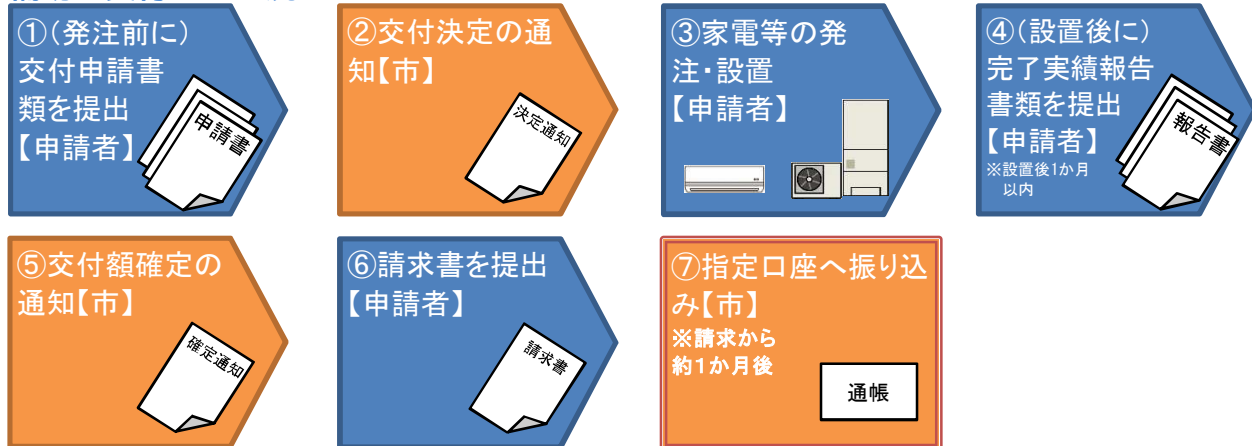 ①(発注前に)
交付申請書
類を提出
【申請者】
申請書
②交付決定の通
知【市】
決定通知
③家電等の発
注・設置
【申請者】
④(設置後に)
完了実績報告
書類を提出
【申請者】
※設置後1か月
以内
報告書
⑤交付額確定の
通知【市】
確定通知
⑥請求書を提出
【申請者】
請求書
⑦指定口座へ振り込
み【市】
※請求から
約1か月後
通帳